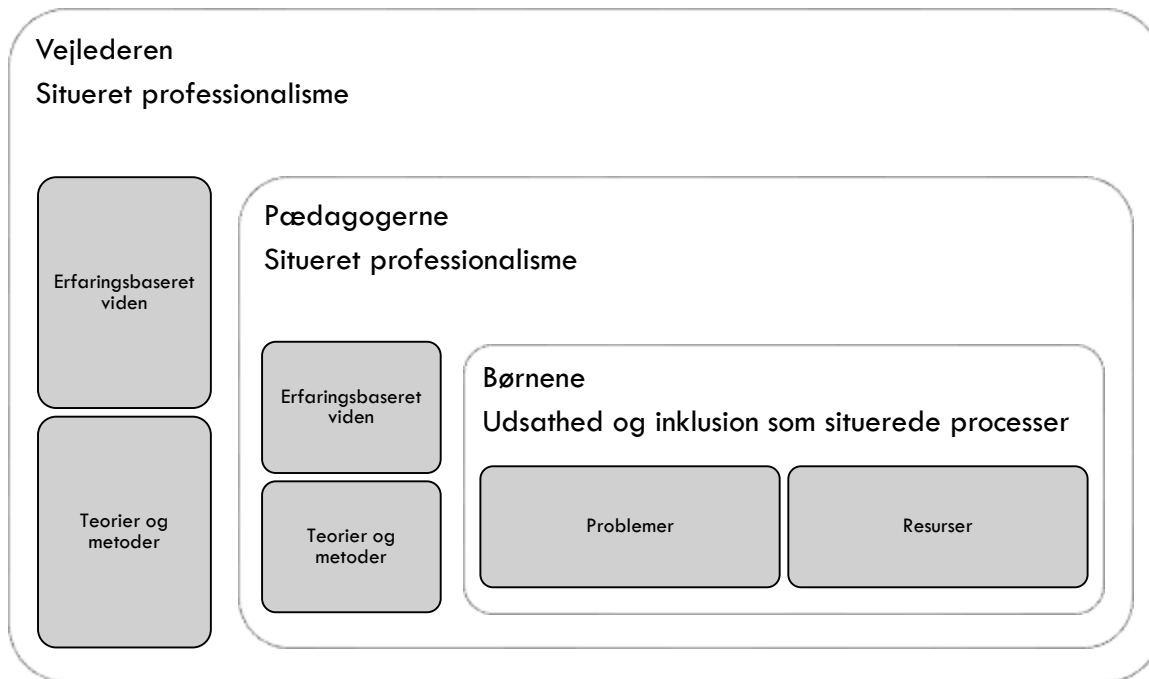 Vejlederen
Situeret professionalisme
Erfaringsbaseret
viden
Teorier og
metoder
Pædagogerne
Situeret professionalisme
Erfaringsbaseret
viden
Teorier og
metoder
Børnene
Udsathed og inklusion som situerede processer
Problemer
Resurser